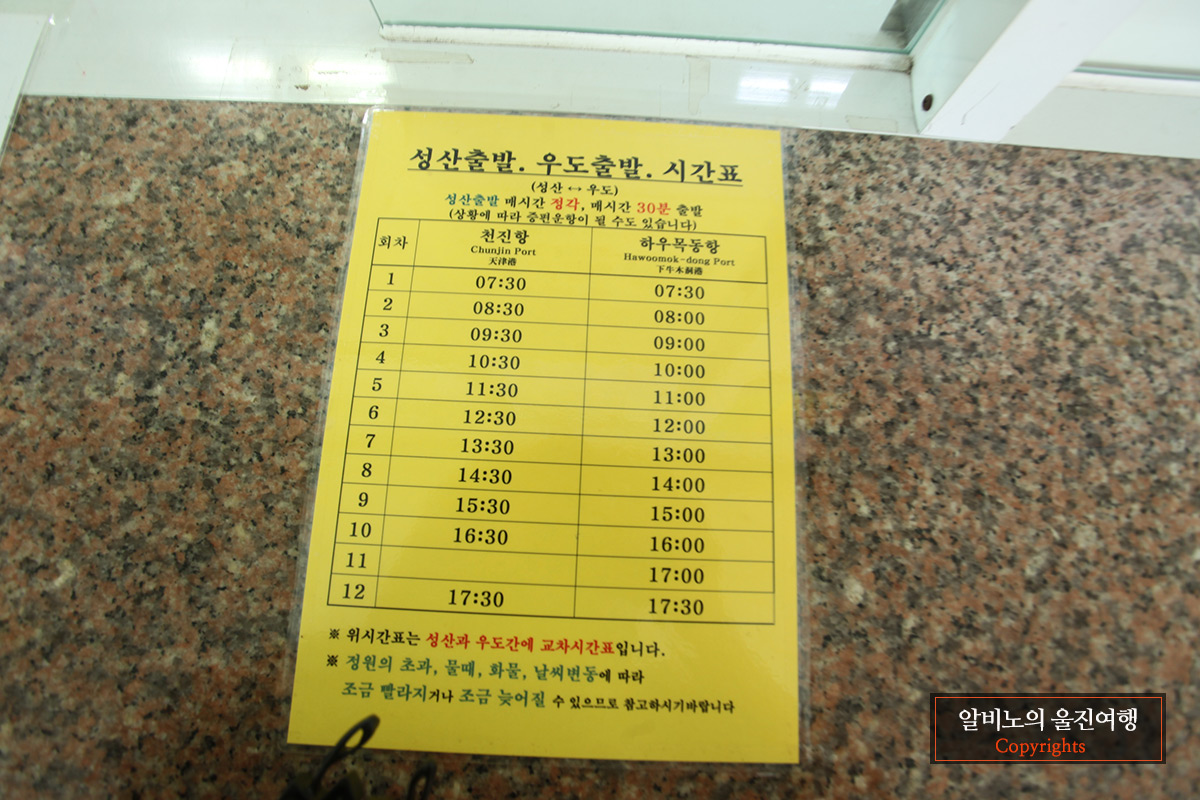 성산출발. 우도출발. 시간표
(성산 ↔ 우도)
성산출발 매시간 정각, 매시간 30분 출발
(상황에 따라 증편운항이 될 수도 있습니다)
회차 천진항 Chunjin Port 天津港 하우목동항 Hawoomok-dong Port 下牛木洞港
1 07:30 07:30
2 08:30 08:00
3 09:30 09:00
4 10:30 10:00
5 11:30 11:00
6 12:30 12:00
7 13:30 13:00
8 14:30 14:00
9 15:30 15:00
10 16:30 16:00
11 17:00
12 17:30 17:30
※ 위시간표는 성산과 우도간에 교차시간표입니다.
※ 정원의 초과, 물때, 화물, 날씨변동에 따라
조금 빨라지거나 조금 늦어질 수 있으므로 참고하시기바랍니다
알비노의 울진여행
Copyrights